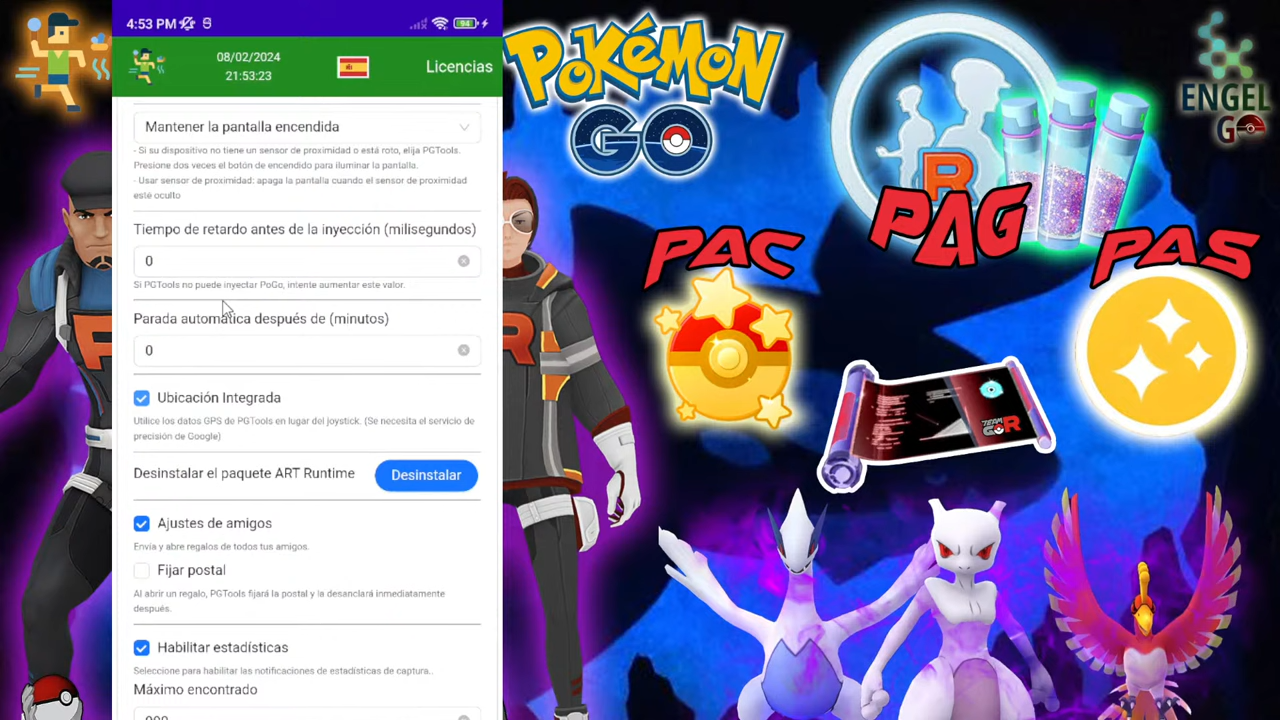 4:53 PM
94
08/02/2024
21:53:23
Licencias
Mantener la pantalla encendida
- Si su dispositivo no tiene un sensor de proximidad o está roto, elija PGTools.
Presione dos veces el botón de encendido para iluminar la pantalla.
- Usar sensor de proximidad: apaga la pantalla cuando el sensor de proximidad
esté oculto
Tiempo de retardo antes de la inyección (milisegundos)
0
Si PGTools no puede inyectar PoGo, intente aumentar este valor.
Parada automática después de (minutos)
0
Ubicación Integrada
Utilice los datos GPS de PGTools en lugar del joystick. (Se necesita el servicio de
precisión de Google)
Desinstalar el paquete ART Runtime
Desinstalar
Ajustes de amigos
Envía y abre regalos de todos tus amigos.
Fijar postal
Al abrir un regalo, PGTools fijará la postal y la desanclará inmediatamente
después.
Habilitar estadísticas
Seleccione para habilitar las notificaciones de estadísticas de captura..
Máximo encontrado
POKÉMON
GO
R
ENGEL
GO
PAC
PAG
PAS
TEAM
GO R